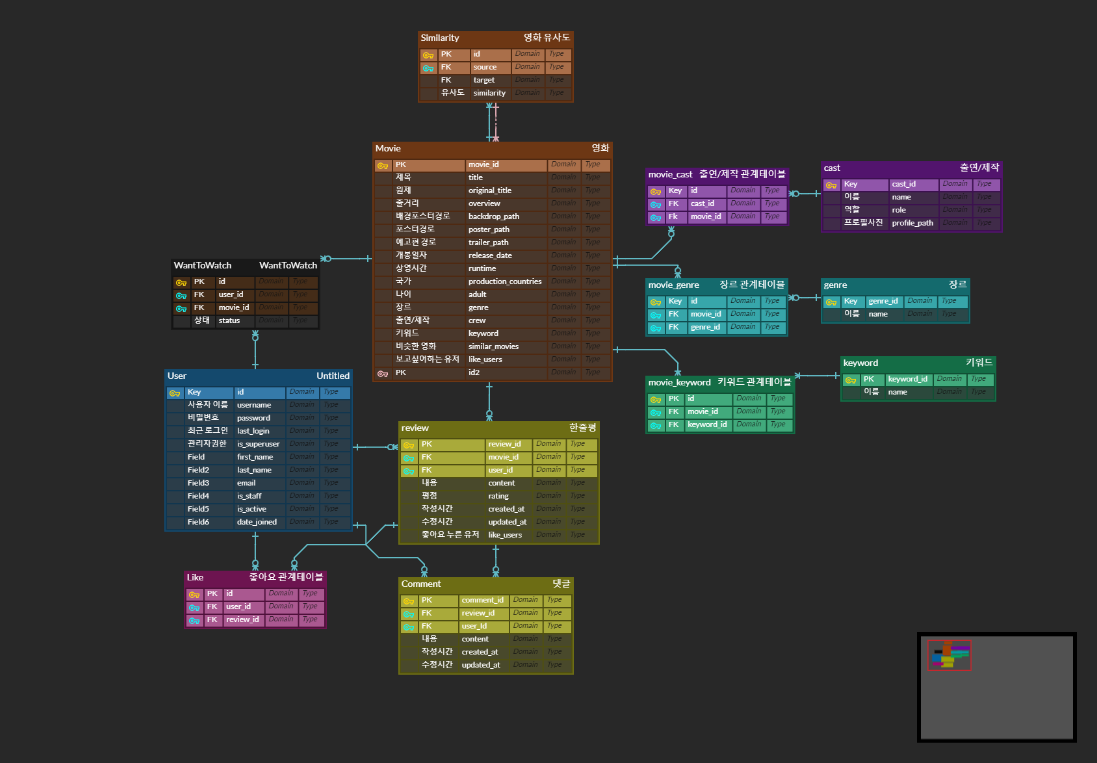 Similarity 영화 유사도
PK id Domain Type
FK source Domain Type
FK target Domain Type
유사도 similarity Domain Type
Movie 영화
PK movie_id Domain Type
제목 title Domain Type
원제 original_title Domain Type
줄거리 overview Domain Type
배경포스터경로 backdrop_path Domain Type
포스터경로 poster_path Domain Type
예고편 경로 trailer_path Domain Type
개봉일자 release_date Domain Type
상영시간 runtime Domain Type
국가 production_countries Domain Type
나이 adult Domain Type
장르 genre Domain Type
출연/제작 crew Domain Type
키워드 keyword Domain Type
비슷한 영화 similar_movies Domain Type
보고싶어하는 유저 like_users Domain Type
PK id2 Domain Type
movie_cast 출연/제작 관계테이블
Key id Domain Type
FK cast_id Domain Type
Fk movie_id Domain Type
cast 출연/제작
Key cast_id Domain Type
이름 name Domain Type
역할 role Domain Type
프로필사진 profile_path Domain Type
WantToWatch WantToWatch
PK id Domain Type
FK user_id Domain Type
FK movie_id Domain Type
상태 status Domain Type
movie_genre 장르 관계테이블
Key id Domain Type
FK movie_id Domain Type
FK genre_id Domain Type
genre 장르
Key genre_id Domain Type
이름 name Domain Type
movie_keyword 키워드 관계테이블
PK id Domain Type
FK movie_id Domain Type
FK keyword_id Domain Type
keyword 키워드
PK keyword_id Domain Type
이름 name Domain Type
User Untitled
Key id Domain Type
사용자 이름 username Domain Type
비밀번호 password Domain Type
최근 로그인 last_login Domain Type
관리자권한 is_superuser Domain Type
Field first_name Domain Type
Field2 last_name Domain Type
Field3 email Domain Type
Field4 is_staff Domain Type
Field5 is_active Domain Type
Field6 date_joined Domain Type
review 한줄평
PK review_id Domain Type
FK movie_id Domain Type
FK user_id Domain Type
내용 content Domain Type
평점 rating Domain Type
작성시간 created_at Domain Type
수정시간 updated_at Domain Type
좋아요 누른 유저 like_users Domain Type
Like 좋아요 관계테이블
PK id Domain Type
FK user_id Domain Type
FK review_id Domain Type
Comment 댓글
PK comment_id Domain Type
FK review_id Domain Type
FK user_id Domain Type
내용 content Domain Type
작성시간 created_at Domain Type
수정시간 updated_at Domain Type